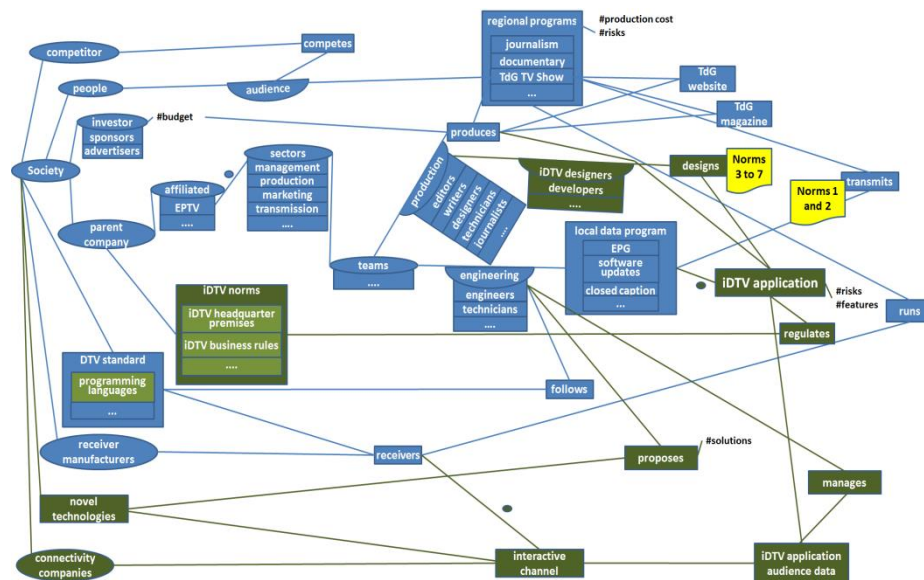 regional programs
#production cost
#risks
journalism
documentary
TdG TV Show
...
competitor
competes
people
audience
TdG
website
TdG
magazine
investor
sponsors
advertisers
#budget
produces
Society
sectors
management
production
marketing
transmission
....
affiliated
EPTV
....
production
editors
writers
designers
technicians
journalists
....
iDTV designers
developers
....
designs
Norms
3 to 7
Norms 1
and 2
transmits
parent
company
teams
....
engineering
engineers
technicians
....
local data program
EPG
software
updates
closed caption
...
iDTV application
#risks
#features
runs
regulates
iDTV norms
iDTV headquarter
premises
iDTV business rules
....
DTV standard
programming
languages
...
follows
receiver
manufacturers
receivers
#solutions
proposes
manages
novel
technologies
connectivity
companies
interactive
channel
iDTV application
audience data